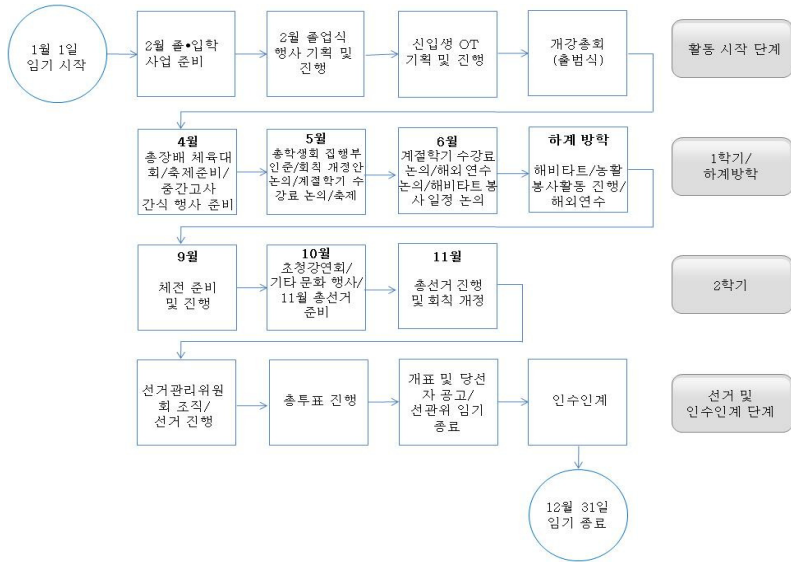 1월 1일
임기 시작
2월 졸•입학
사업 준비
2월 졸업식
행사 기획 및
진행
신입생 OT
기획 및 진행
개강총회
(출범식)
활동 시작 단계
4월
총장배 체육대
회/축제준비/
중간고사
간식 행사 준비
5월
총학생회 집행부
인준/회칙 개정안
논의/계절학기 수
강료 논의/축제
6월
계절학기 수강료
논의/해외 연수
논의/해비타트 봉
사 일정 논의
하계 방학
해비타트/농활
봉사활동 진행/
해외연수
1학기/
하계방학
9월
체전 준비
및 진행
10월
초청강연회/
기타 문화 행사/
11월 총선거
준비
11월
총선거 진행
및 회칙 개정
2학기
선거관리위원
회 조직/
선거 진행
총투표 진행
개표 및 당선
자 공고/
선관위 임기
종료
인수인계
선거 및
인수인계 단계
12월 31일
임기 종료